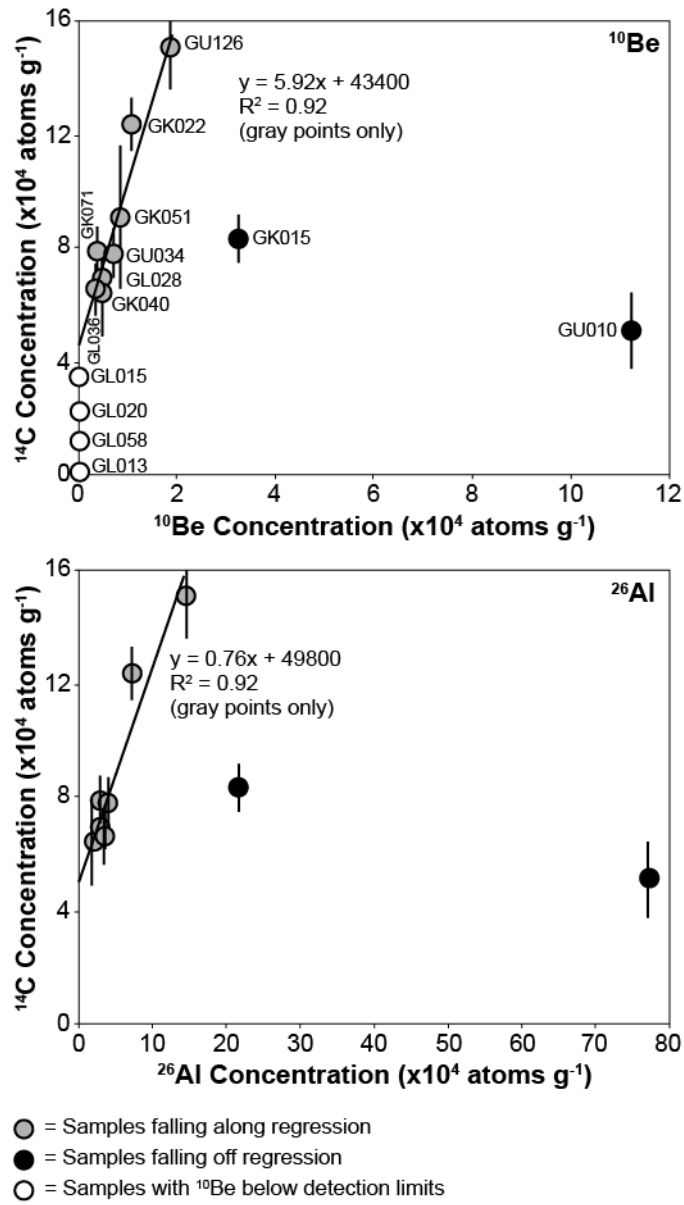 16
12
8
4
0
¹⁴C Concentration (x10⁴ atoms g⁻¹)
¹⁰Be
GU126
y = 5.92x + 43400
R² = 0.92
(gray points only)
GK022
GK071
GK051
GK015
GU034
GL028
GK040
GL036
GU010
GL015
GL020
GL058
GL013
0 2 4 6 8 10 12
¹⁰Be Concentration (x10⁴ atoms g⁻¹)
16
12
8
4
0
¹⁴C Concentration (x10⁴ atoms g⁻¹)
²⁶Al
y = 0.76x + 49800
R² = 0.92
(gray points only)
0 10 20 30 40 50 60 70 80
²⁶Al Concentration (x10⁴ atoms g⁻¹)
= Samples falling along regression
= Samples falling off regression
= Samples with ¹⁰Be below detection limits